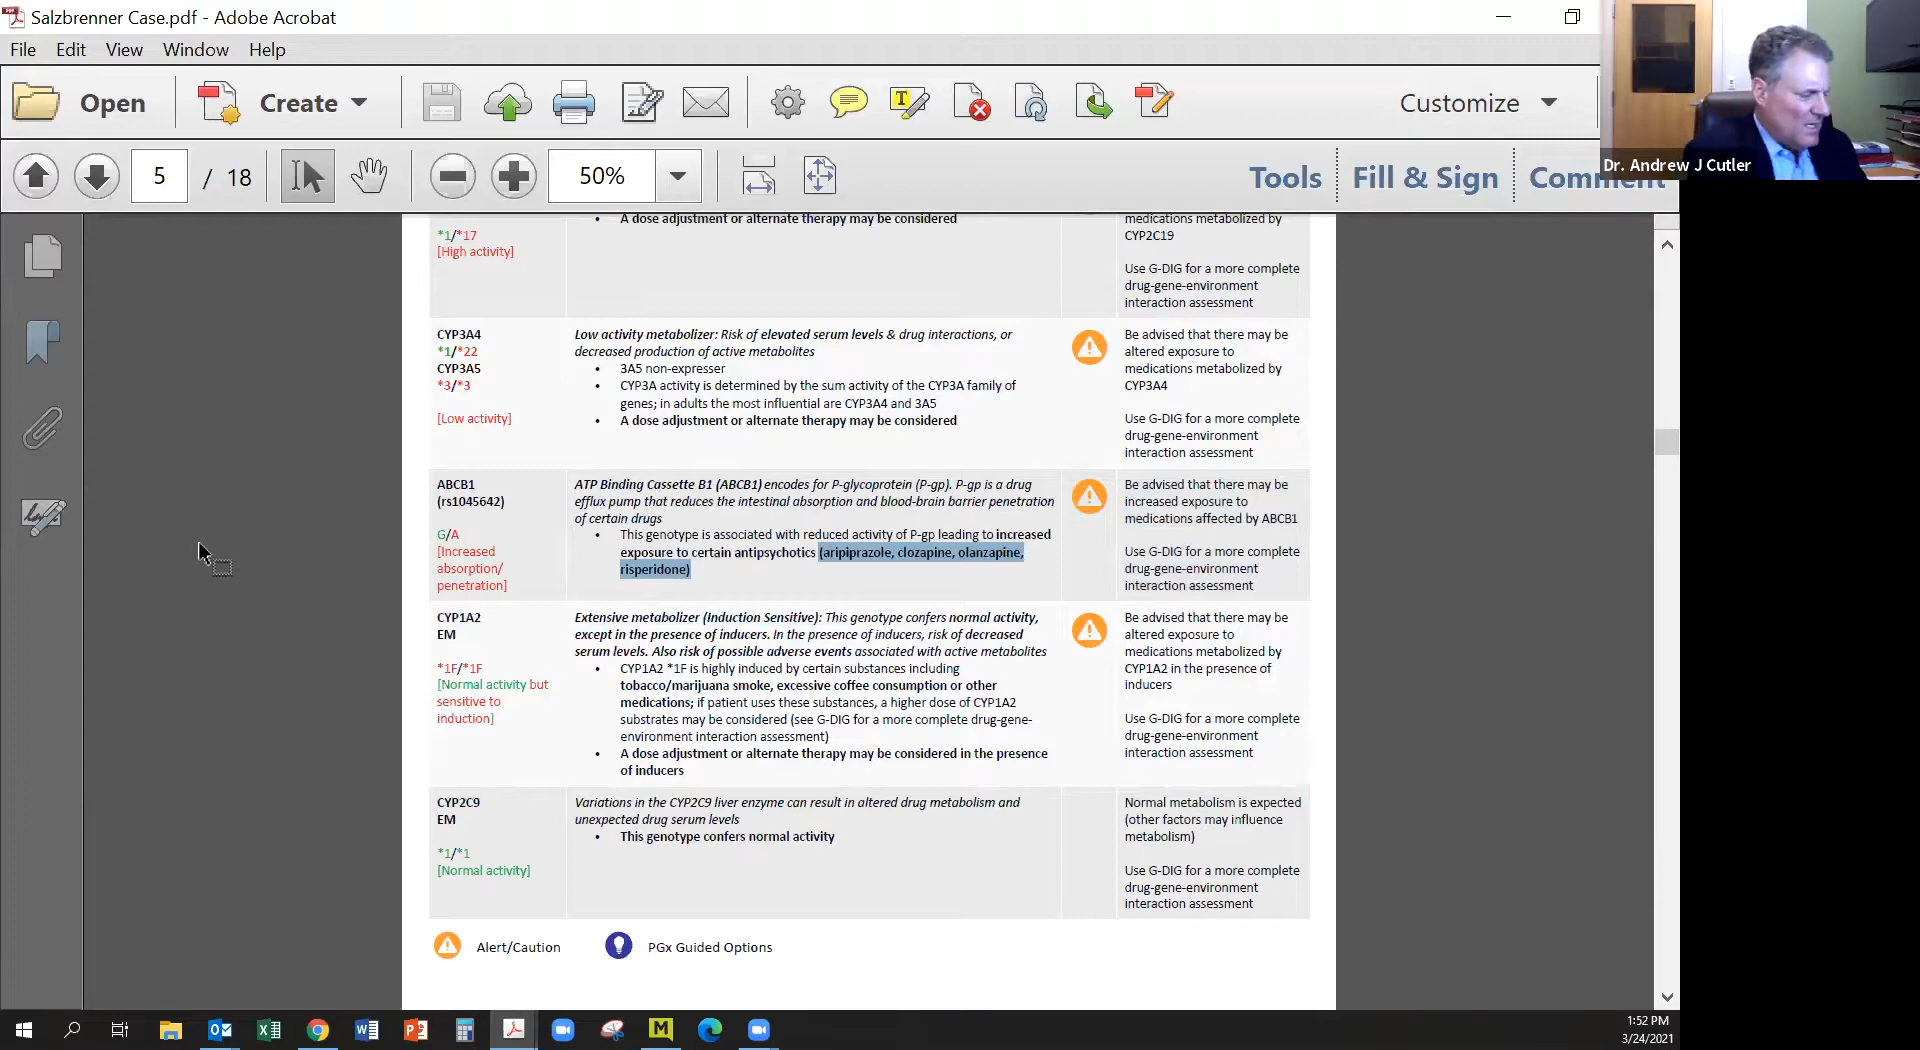 Salzbrenner Case.pdf - Adobe Acrobat
File Edit View Window Help
Open Create Customize
5 / 18 50% Tools Fill & Sign Comment
Dr. Andrew J Cutler
*1/*17
[High activity]
• A dose adjustment or alternate therapy may be considered
medications metabolized by
CYP2C19
Use G-DIG for a more complete
drug-gene-environment
interaction assessment
CYP3A4
*1/*22
CYP3A5
*3/*3
[Low activity]
Low activity metabolizer: Risk of elevated serum levels & drug interactions, or
decreased production of active metabolites
• 3A5 non-expresser
• CYP3A activity is determined by the sum activity of the CYP3A family of
genes; in adults the most influential are CYP3A4 and 3A5
• A dose adjustment or alternate therapy may be considered
Be advised that there may be
altered exposure to
medications metabolized by
CYP3A4
Use G-DIG for a more complete
drug-gene-environment
interaction assessment
ABCB1
(rs1045642)
G/A
[Increased
absorption/
penetration]
ATP Binding Cassette B1 (ABCB1) encodes for P-glycoprotein (P-gp). P-gp is a drug
efflux pump that reduces the intestinal absorption and blood-brain barrier penetration
of certain drugs
• This genotype is associated with reduced activity of P-gp leading to increased
exposure to certain antipsychotics (aripiprazole, clozapine, olanzapine,
risperidone)
Be advised that there may be
increased exposure to
medications affected by ABCB1
Use G-DIG for a more complete
drug-gene-environment
interaction assessment
CYP1A2
EM
*1F/*1F
[Normal activity but
sensitive to
induction]
Extensive metabolizer (Induction Sensitive): This genotype confers normal activity,
except in the presence of inducers. In the presence of inducers, risk of decreased
serum levels. Also risk of possible adverse events associated with active metabolites
• CYP1A2 *1F is highly induced by certain substances including
tobacco/marijuana smoke, excessive coffee consumption or other
medications; if patient uses these substances, a higher dose of CYP1A2
substrates may be considered (see G-DIG for a more complete drug-gene-
environment interaction assessment)
• A dose adjustment or alternate therapy may be considered in the presence
of inducers
Be advised that there may be
altered exposure to
medications metabolized by
CYP1A2 in the presence of
inducers
Use G-DIG for a more complete
drug-gene-environment
interaction assessment
CYP2C9
EM
*1/*1
[Normal activity]
Variations in the CYP2C9 liver enzyme can result in altered drug metabolism and
unexpected drug serum levels
• This genotype confers normal activity
Normal metabolism is expected
(other factors may influence
metabolism)
Use G-DIG for a more complete
drug-gene-environment
interaction assessment
Alert/Caution PGx Guided Options
1:52 PM
3/24/2021